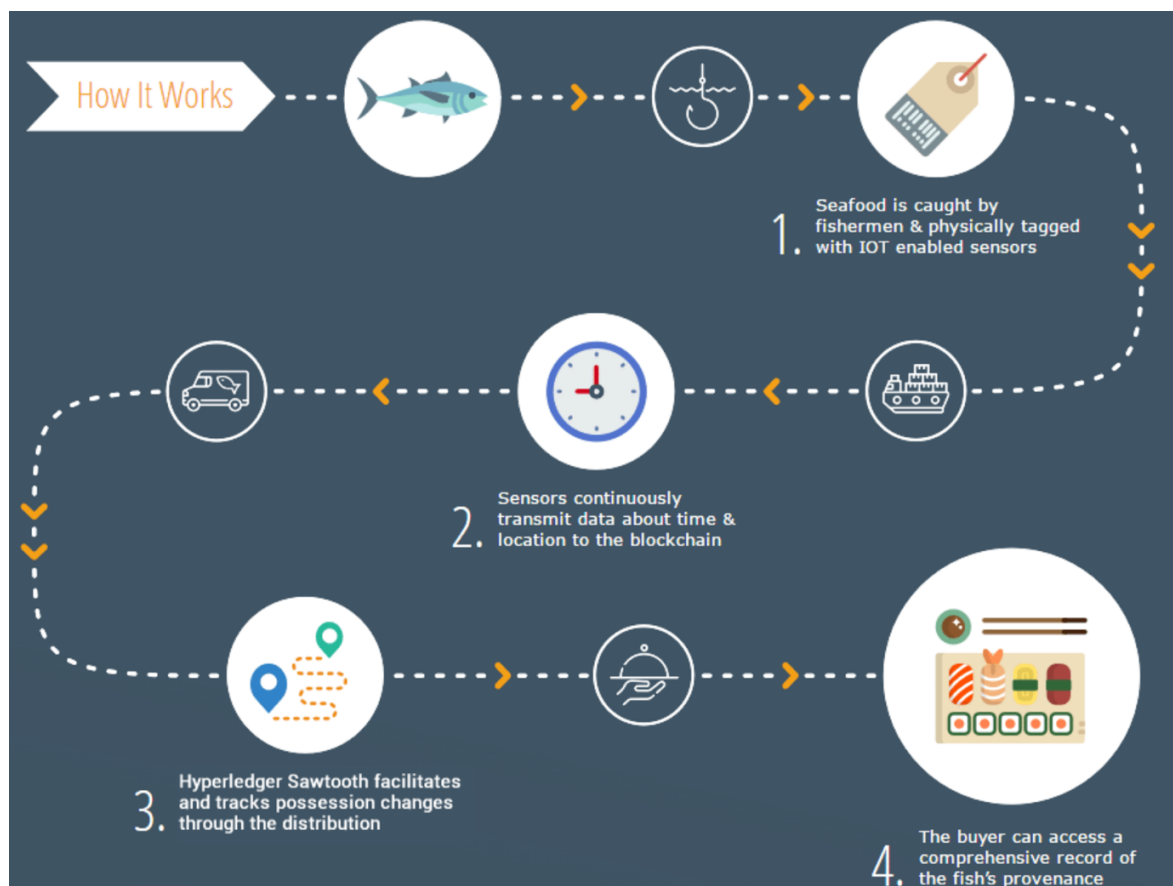 How It Works
1.
Seafood is caught by
fishermen & physically tagged
with IOT enabled sensors
2.
Sensors continuously
transmit data about time &
location to the blockchain
3.
Hyperledger Sawtooth facilitates
and tracks possession changes
through the distribution
4.
The buyer can access a
comprehensive record of
the fish's provenance